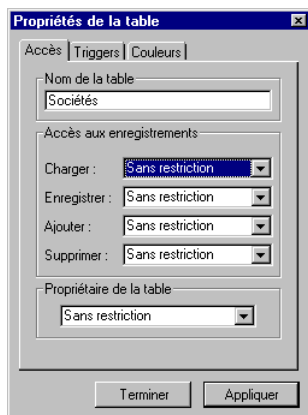 Propriétés de la table
Accès Triggers Couleurs
Nom de la table
Sociétés
Accès aux enregistrements
Charger : Sans restriction
Enregistrer : Sans restriction
Ajouter : Sans restriction
Supprimer : Sans restriction
Propriétaire de la table
Sans restriction
Terminer Appliquer